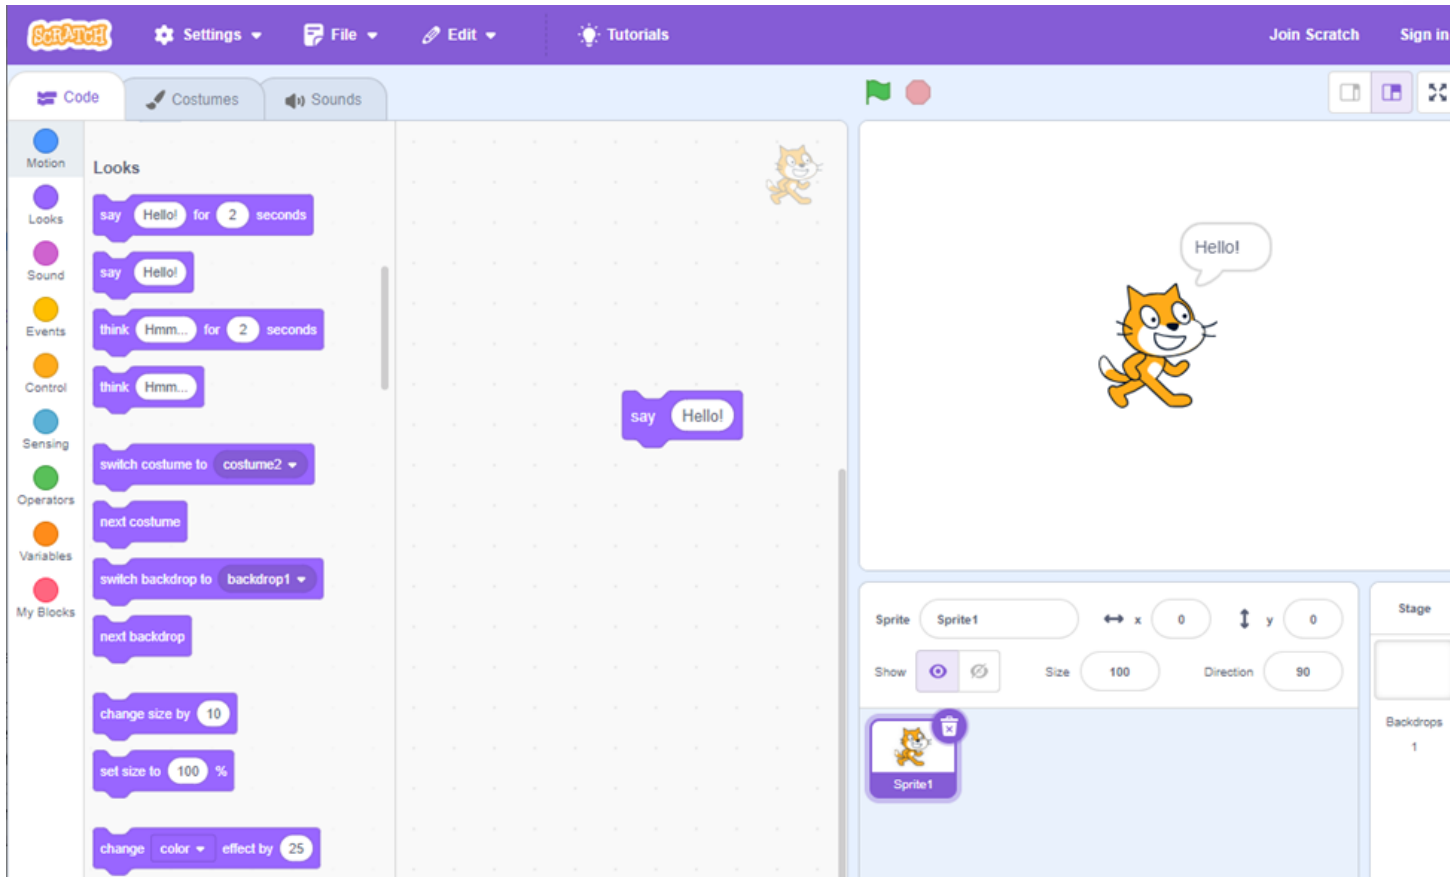 SCRATCH Settings File Edit Tutorials Join Scratch Sign in
Code Costumes Sounds
Motion
Looks
Sound
Events
Control
Sensing
Operators
Variables
My Blocks
Looks
say Hello! for 2 seconds
say Hello!
think Hmm... for 2 seconds
think Hmm...
switch costume to costume2
next costume
switch backdrop to backdrop1
next backdrop
change size by 10
set size to 100 %
change color effect by 25
say Hello!
Hello!
Sprite Sprite1 x 0 y 0
Show Size 100 Direction 90
Sprite1
Stage
Backdrops
1